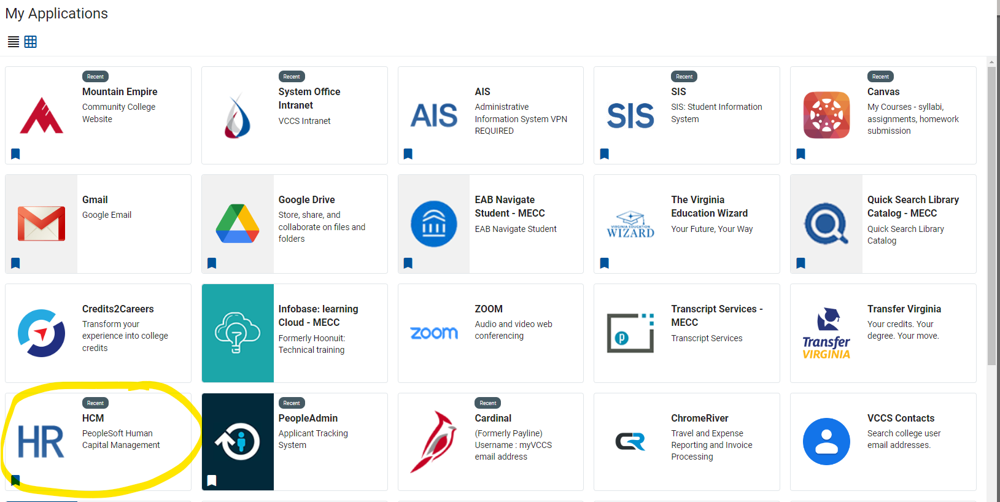 My Applications
Recent
Mountain Empire
Community College
Website
Recent
System Office
Intranet
VCCS Intranet
AIS
AIS
Administrative
Information System VPN
REQUIRED
Recent
SIS
SIS
SIS: Student Information
System
Recent
Canvas
My Courses - syllabi,
assignments, homework
submission
Gmail
Google Email
Google Drive
Store, share, and
collaborate on files and
folders
EAB Navigate
Student - MECC
EAB Navigate Student
VIRGINIA EDUCATION
WIZARD
The Virginia
Education Wizard
Your Future, Your Way
Quick Search Library
Catalog - MECC
Quick Search Library
Catalog
Credits2Careers
Transform your
experience into college
credits
Infobase: learning
Cloud - MECC
Formerly Hoonuit:
Technical training
zoom
ZOOM
Audio and video web
conferencing
p
Transcript Services -
MECC
Transcript Services
Transfer
VIRGINIA
Transfer Virginia
Your credits. Your
degree. Your move.
HR
Recent
HCM
PeopleSoft Human
Capital Management
Recent
PeopleAdmin
Applicant Tracking
System
Recent
Cardinal
(Formerly Payline)
Username : myVCCS
email address
CR
ChromeRiver
Travel and Expense
Reporting and Invoice
Processing
VCCS Contacts
Search college user
email addresses.